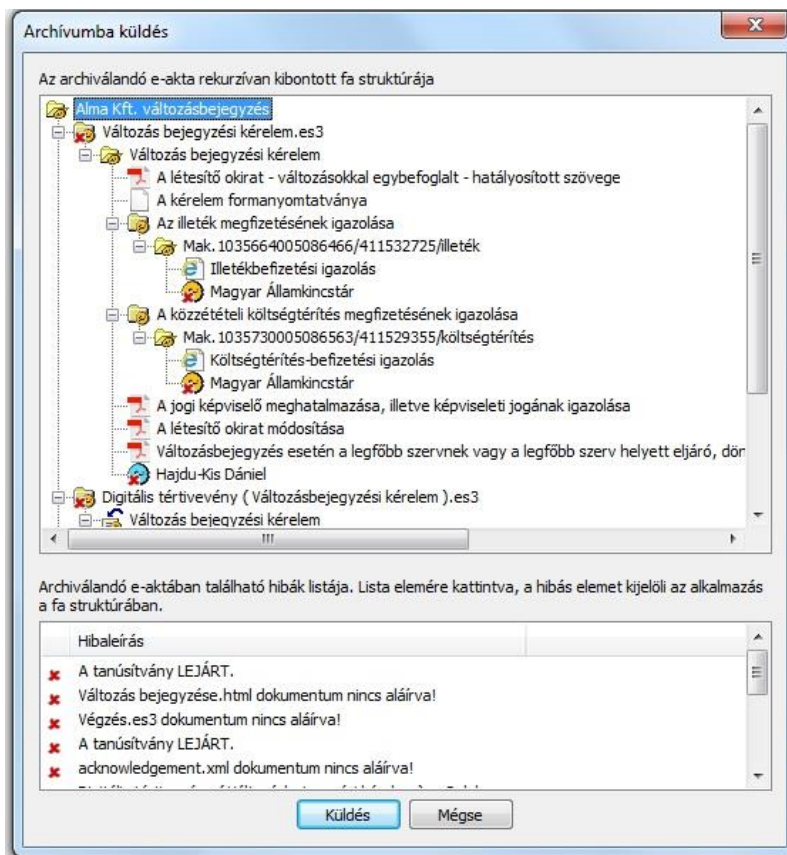 Archívumba küldés
Az archiválandó e-akta rekurzívan kibontott fa struktúrája
Alma Kft. változásbejegyzés
Változás bejegyzési kérelem.es3
Változás bejegyzési kérelem
A létesítő okirat - változásokkal egybefoglalt - hatályosított szövege
A kérelem formanyomtatványa
Az illeték megfizetésének igazolása
Mak.1035664005086466/411532725/illeték
Illetékbefizetési igazolás
Magyar Államkincstár
A közzétételi költségtérítés megfizetésének igazolása
Mak.1035730005086563/411529355/költségtérítés
Költségtérítés-befizetési igazolás
Magyar Államkincstár
A jogi képviselő meghatalmazása, illetve képviseleti jogának igazolása
A létesítő okirat módosítása
Változásbejegyzés esetén a legfőbb szervnek vagy a legfőbb szerv helyett eljáró, dön
Hajdu-Kis Dániel
Digitális tértivevény ( Változásbejegyzési kérelem ).es3
Változás bejegyzési kérelem
Archiválandó e-aktában található hibák listája. Lista elemére kattintva, a hibás elemet kijelöli az alkalmazás
a fa struktúrában.
Hibaleírás
A tanúsítvány LEJÁRT.
Változás bejegyzése.html dokumentum nincs aláírva!
Végzés.es3 dokumentum nincs aláírva!
A tanúsítvány LEJÁRT.
acknowledgement.xml dokumentum nincs aláírva!
Küldés Mégse